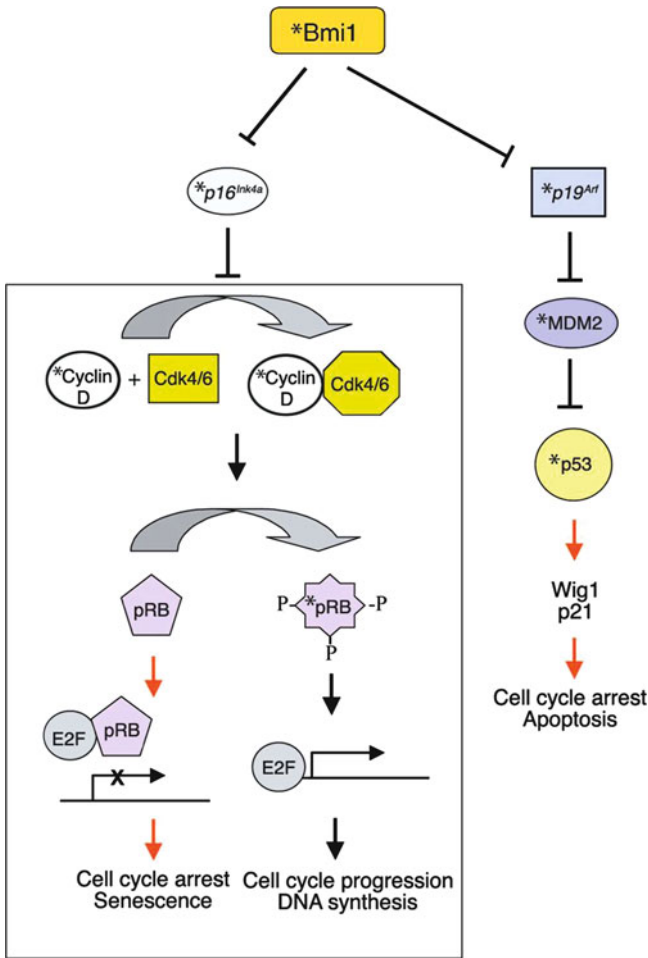 *Bmi1
*p16Ink4a
*p19Arf
*MDM2
*Cyclin
D
+
Cdk4/6
*Cyclin
D
Cdk4/6
*p53
pRB
P-
*pRB
-P
P
Wig1
p21
Cell cycle arrest
Apoptosis
E2F
pRB
X
E2F
Cell cycle arrest
Senescence
Cell cycle progression
DNA synthesis